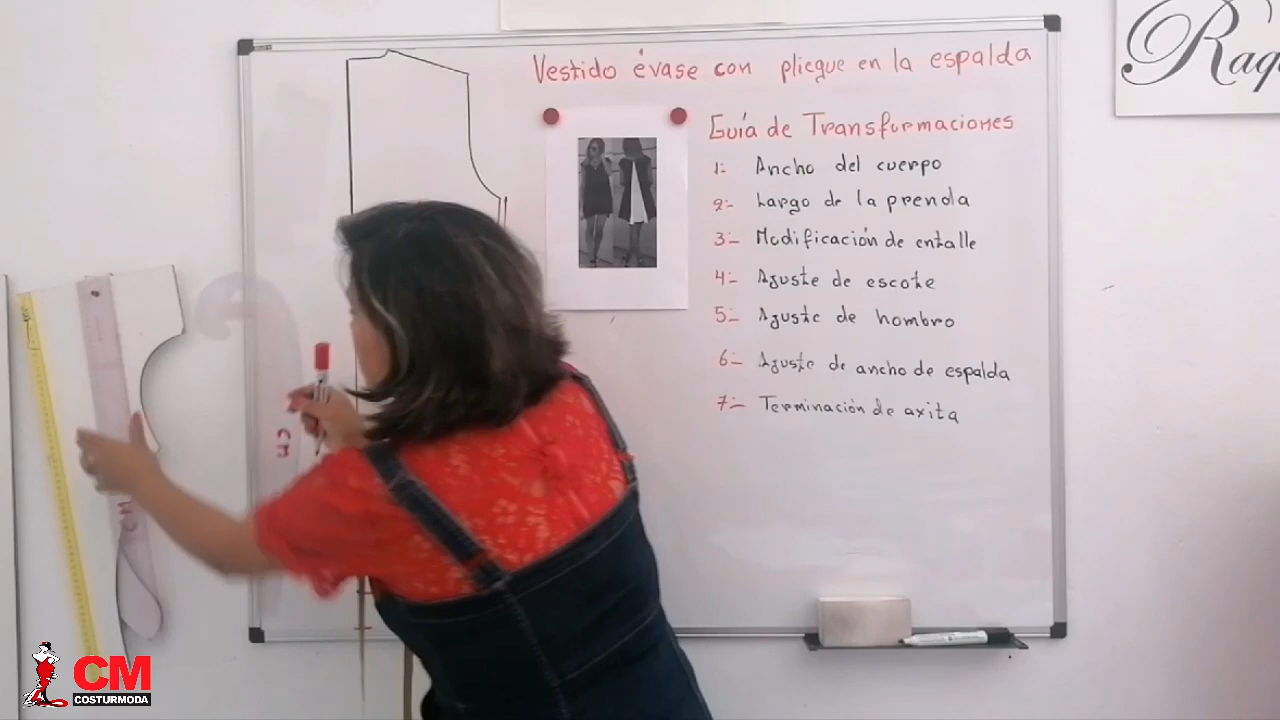 Vestido évase con pliegue en la espalda
Raq
Guía de Transformaciones
1:- Ancho del cuerpo
2:- Largo de la prenda
3:- Modificación de entalle
4:- Ajuste de escote
5:- Ajuste de hombro
6:- Ajuste de ancho de espalda
7:- Terminación de axita
CM
CM
COSTURMODA